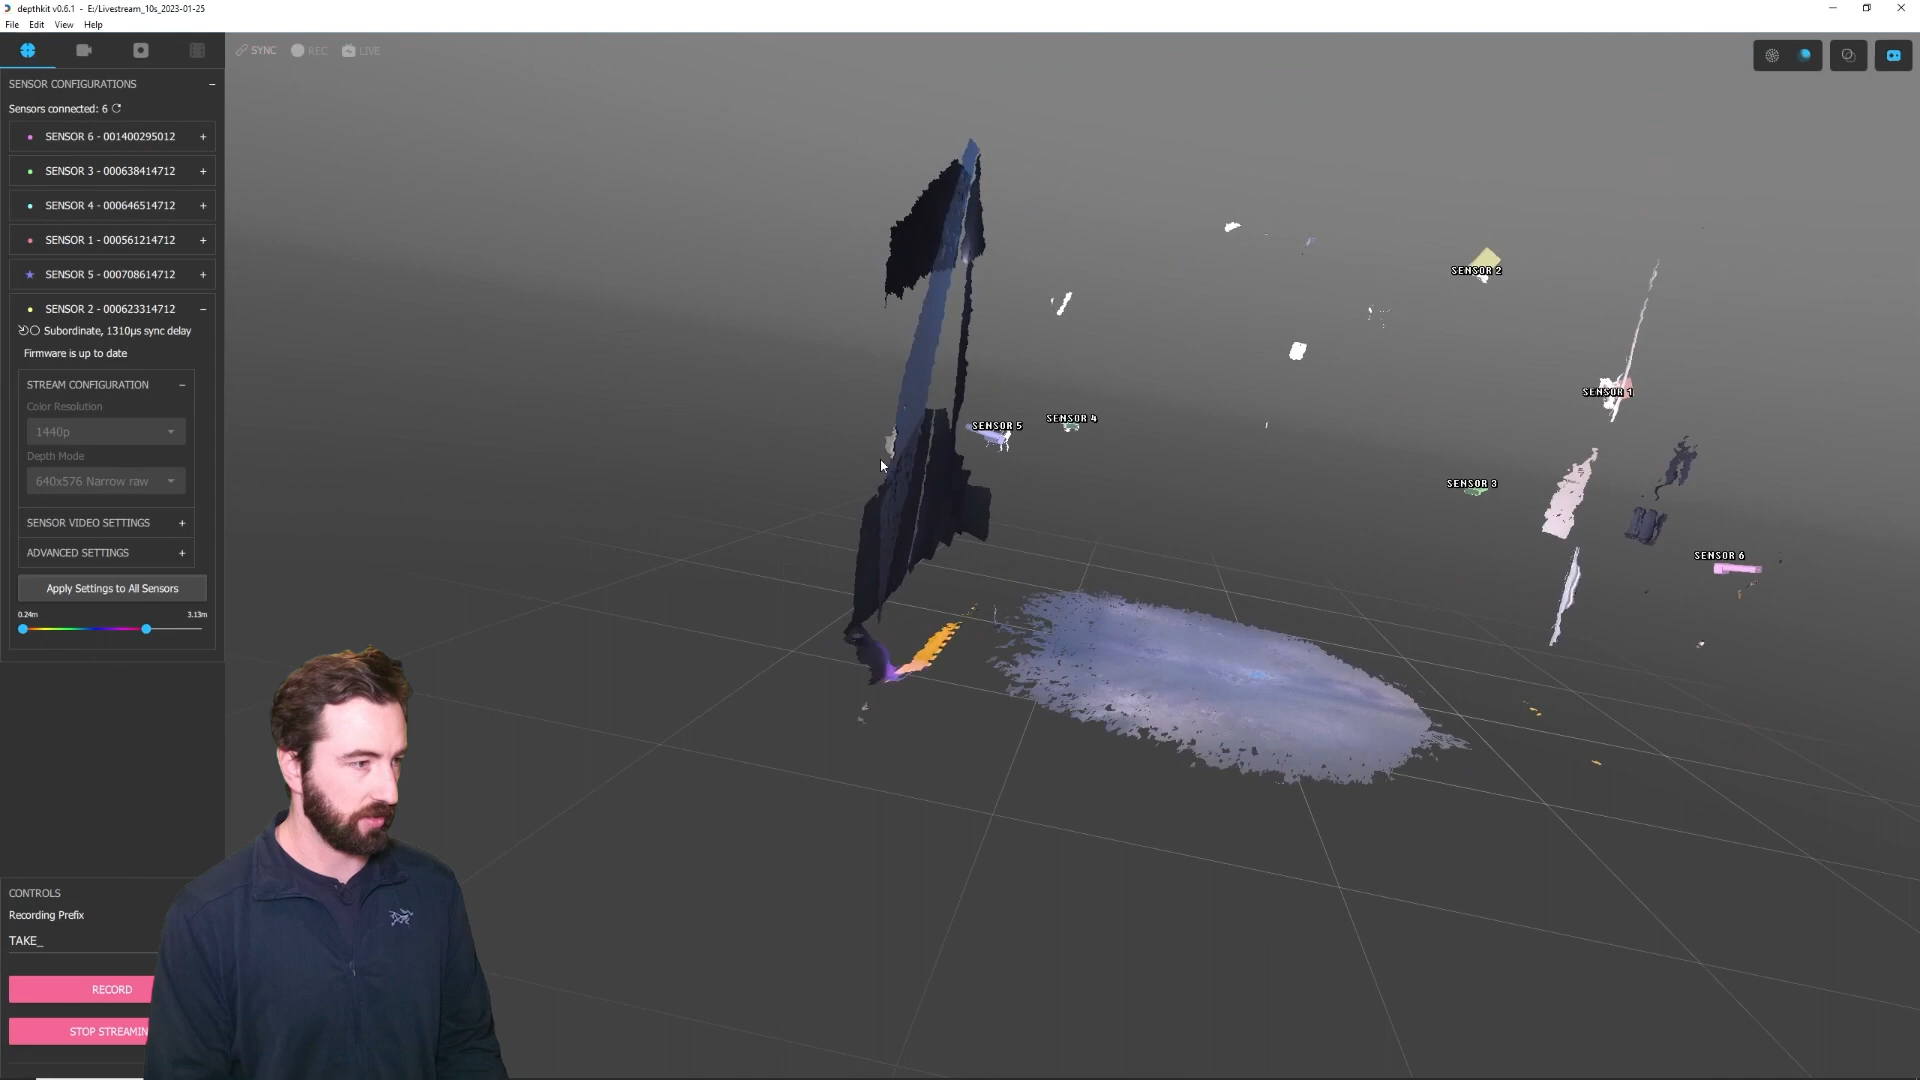 depthkit v0.6.1 - E:/Livestream_10s_2023-01-25
File Edit View Help
SYNC REC LIVE
SENSOR CONFIGURATIONS
Sensors connected: 6
SENSOR 6 - 001400295012
SENSOR 3 - 000638414712
SENSOR 4 - 000646514712
SENSOR 1 - 000561214712
SENSOR 5 - 000708614712
SENSOR 2 - 000623314712
Subordinate, 1310µs sync delay
Firmware is up to date
STREAM CONFIGURATION
Color Resolution
1440p
Depth Mode
640x576 Narrow raw
SENSOR VIDEO SETTINGS
ADVANCED SETTINGS
Apply Settings to All Sensors
0.24m 3.13m
CONTROLS
Recording Prefix
TAKE_
RECORD
STOP STREAMIN
SENSOR 2
SENSOR 1
SENSOR 5
SENSOR 4
SENSOR 3
SENSOR 6